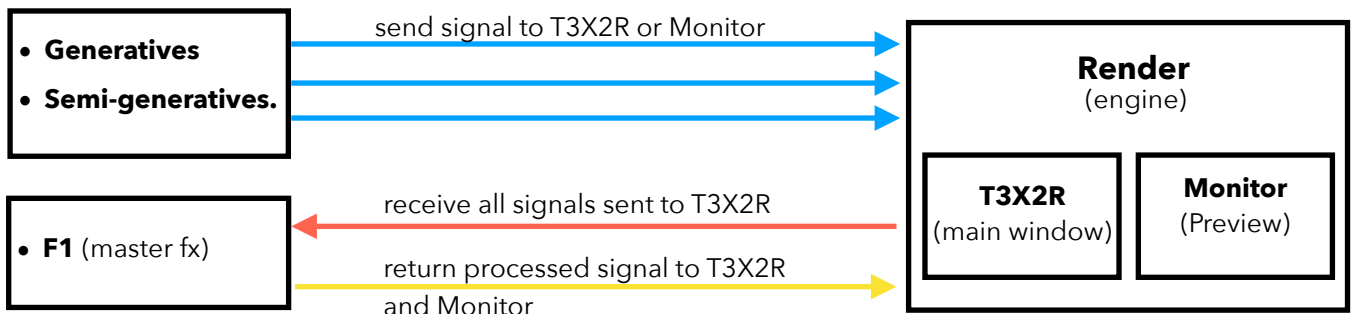 send signal to T3X2R or Monitor
• Generatives
• Semi-generatives.
Render
(engine)
T3X2R
(main window)
Monitor
(Preview)
receive all signals sent to T3X2R
• F1 (master fx)
return processed signal to T3X2R
and Monitor